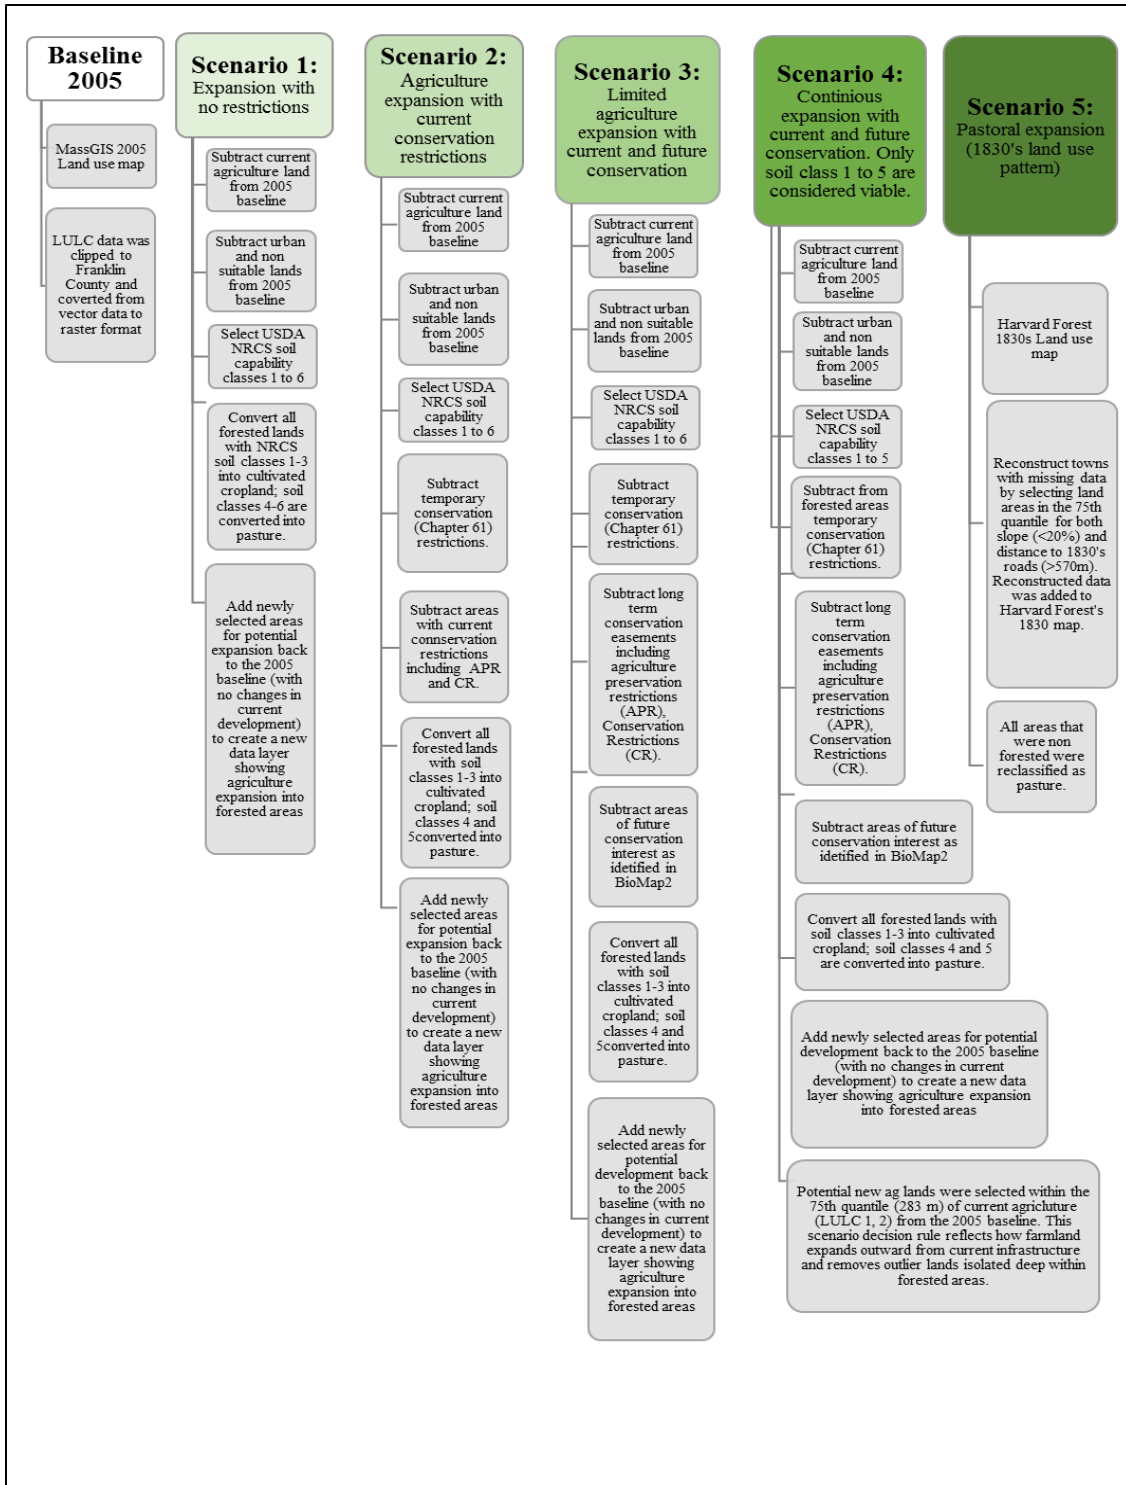 Baseline
2005
MassGIS 2005
Land use map
LULC data was
clipped to
Franklin
County and
coverted from
vector data to
raster format
Scenario 1:
Expansion with
no restrictions
Subtract current
agriculture land
from 2005
baseline
Subtract urban
and non
suitable lands
from 2005
baseline
Select USDA
NRCS soil
capability
classes 1 to 6
Convert all
forested lands
with NRCS
soil classes 1-3
into cultivated
cropland; soil
classes 4-6 are
converted into
pasture.
Add newly
selected areas
for potential
expansion back
to the 2005
baseline (with
no changes in
current
development)
to create a new
data layer
showing
agriculture
expansion into
forested areas
Scenario 2:
Agriculture
expansion with
current
conservation
restrictions
Subtract current
agriculture land
from 2005
baseline
Subtract urban
and non
suitable lands
from 2005
baseline
Select USDA
NRCS soil
capability
classes 1 to 6
Subtract
temporary
conservation
(Chapter 61)
restrictions.
Subtract areas
with current
connservation
restrictions
including APR
and CR.
Convert all
forested lands
with soil
classes 1-3 into
cultivated
cropland; soil
classes 4 and
5converted into
pasture.
Add newly
selected areas
for potential
expansion back
to the 2005
baseline (with
no changes in
current
development)
to create a new
data layer
showing
agriculture
expansion into
forested areas
Scenario 3:
Limited
agriculture
expansion with
current and future
conservation
Subtract current
agriculture land
from 2005
baseline
Subtract urban
and non suitable
lands from 2005
baseline
Select USDA
NRCS soil
capability
classes 1 to 6
Subtract
temporary
conservation
(Chapter 61)
restrictions.
Subtract long
term
conservation
easements
including
agriculture
preservation
restrictions
(APR),
Conservation
Restrictions
(CR).
Subtract areas
of future
conservation
interest as
idetified in
BioMap2
Convert all
forested lands
with soil
classes 1-3 into
cultivated
cropland; soil
classes 4 and
5converted into
pasture.
Add newly
selected areas for
potential
development back
to the 2005
baseline (with no
changes in current
development) to
create a new data
layer showing
agriculture
expansion into
forested areas
Scenario 4:
Continious
expansion with
current and future
conservation. Only
soil class 1 to 5 are
considered viable.
Subtract current
agriculture land
from 2005
baseline
Subtract urban
and non
suitable lands
from 2005
baseline
Select USDA
NRCS soil
capability
classes 1 to 5
Subtract from
forested areas
temporary
conservation
(Chapter 61)
restrictions.
Subtract long
term
conservation
easements
including
agriculture
preservation
restrictions
(APR),
Conservation
Restrictions
(CR).
Subtract areas of future
conservation interest as
idetified in BioMap2
Convert all forested lands with
soil classes 1-3 into cultivated
cropland; soil classes 4 and 5
are converted into pasture.
Add newly selected areas for potential
development back to the 2005 baseline
(with no changes in current
development) to create a new data
layer showing agriculture expansion
into forested areas
Potential new ag lands were selected within the
75th quantile (283 m) of current agricluture
(LULC 1, 2) from the 2005 baseline. This
scenario decision rule reflects how farmland
expands outward from current infrastructure
and removes outlier lands isolated deep within
forested areas.
Scenario 5:
Pastoral expansion
(1830's land use
pattern)
Harvard Forest
1830s Land use
map
Reconstruct towns
with missing data
by selecting land
areas in the 75th
quantile for both
slope (<20%) and
distance to 1830's
roads (>570m).
Reconstructed data
was added to
Harvard Forest's
1830 map.
All areas that
were non
forested were
reclassified as
pasture.